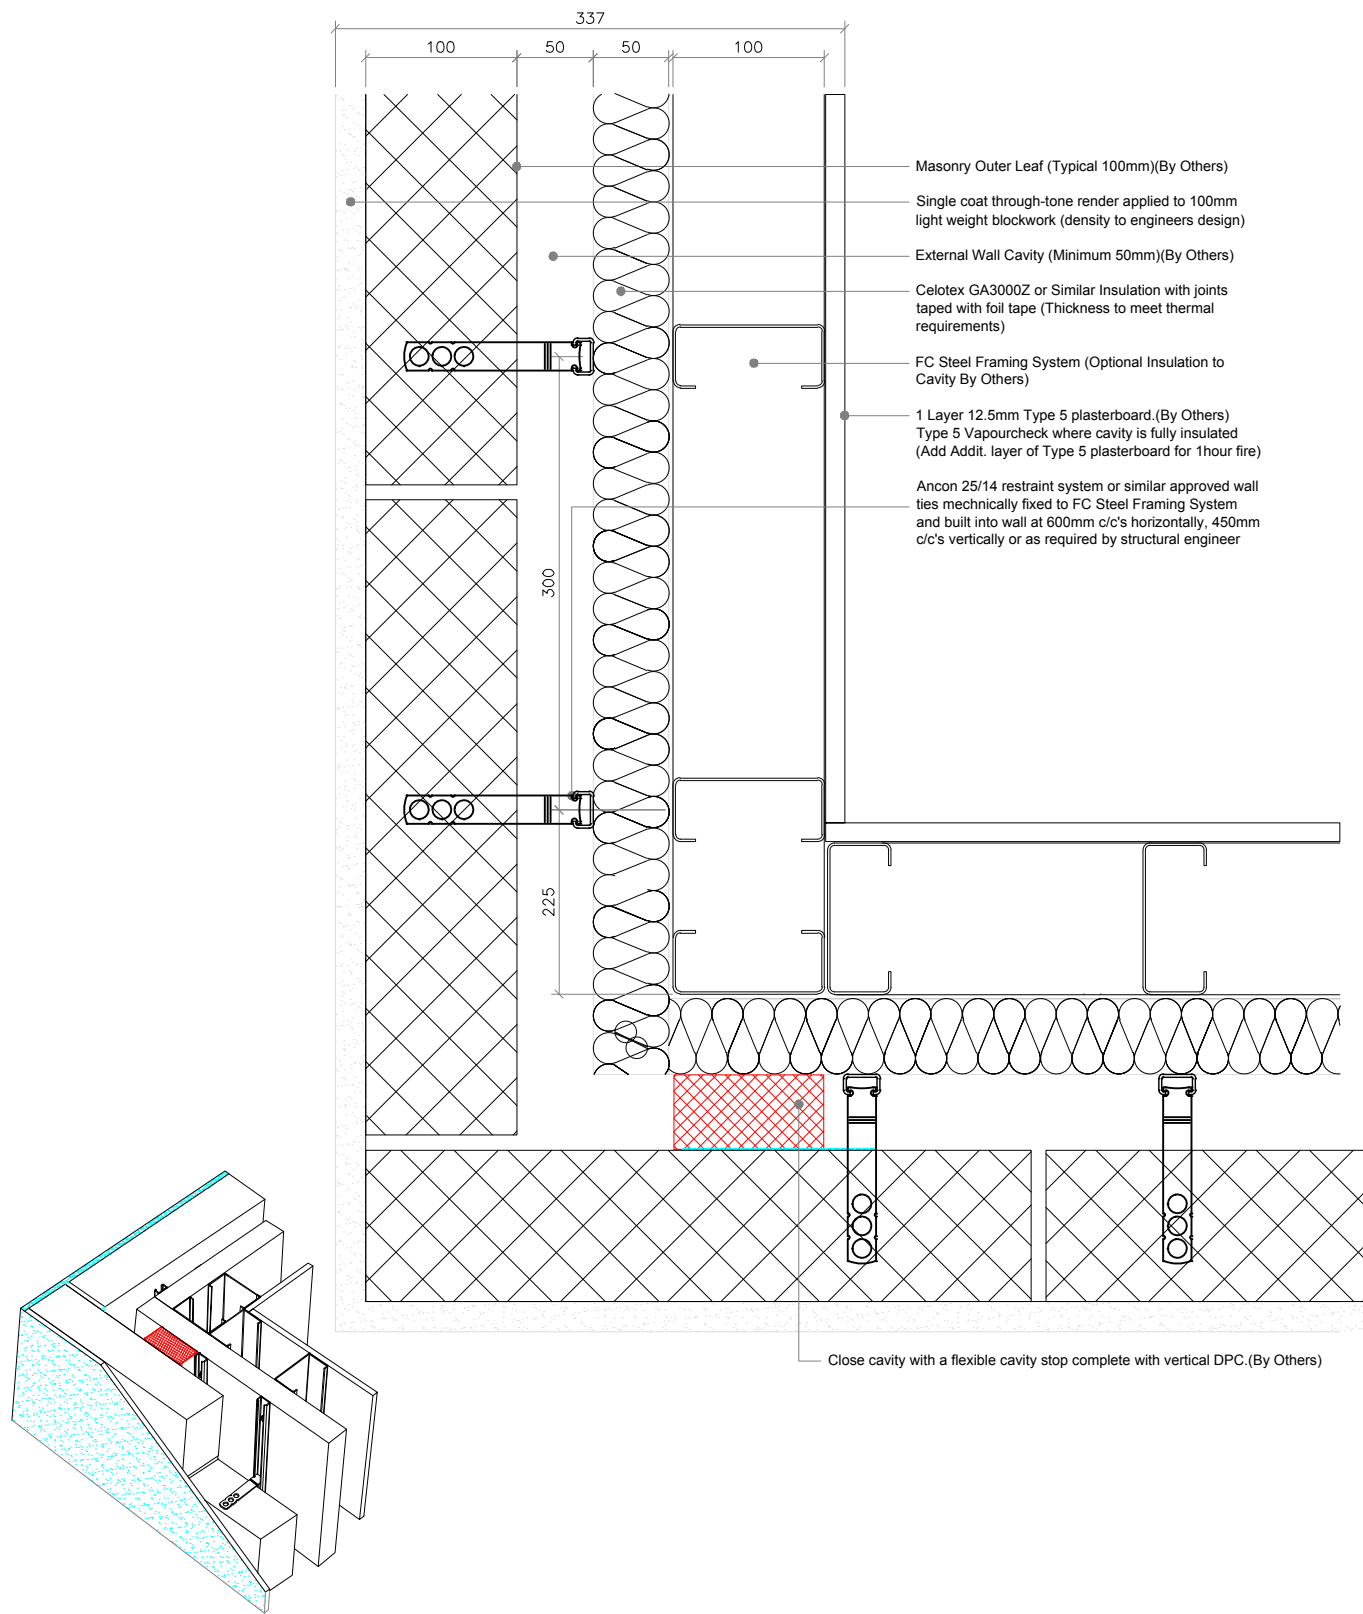 337
100
50
50
100
Masonry Outer Leaf (Typical 100mm)(By Others)
Single coat through-tone render applied to 100mm
light weight blockwork (density to engineers design)
External Wall Cavity (Minimum 50mm)(By Others)
Celotex GA3000Z or Similar Insulation with joints
taped with foil tape (Thickness to meet thermal
requirements)
FC Steel Framing System (Optional Insulation to
Cavity By Others)
1 Layer 12.5mm Type 5 plasterboard.(By Others)
Type 5 Vapourcheck where cavity is fully insulated
(Add Addit. layer of Type 5 plasterboard for 1hour fire)
Ancon 25/14 restraint system or similar approved wall
ties mechnically fixed to FC Steel Framing System
and built into wall at 600mm c/c's horizontally, 450mm
c/c's vertically or as required by structural engineer
300
225
Close cavity with a flexible cavity stop complete with vertical DPC.(By Others)